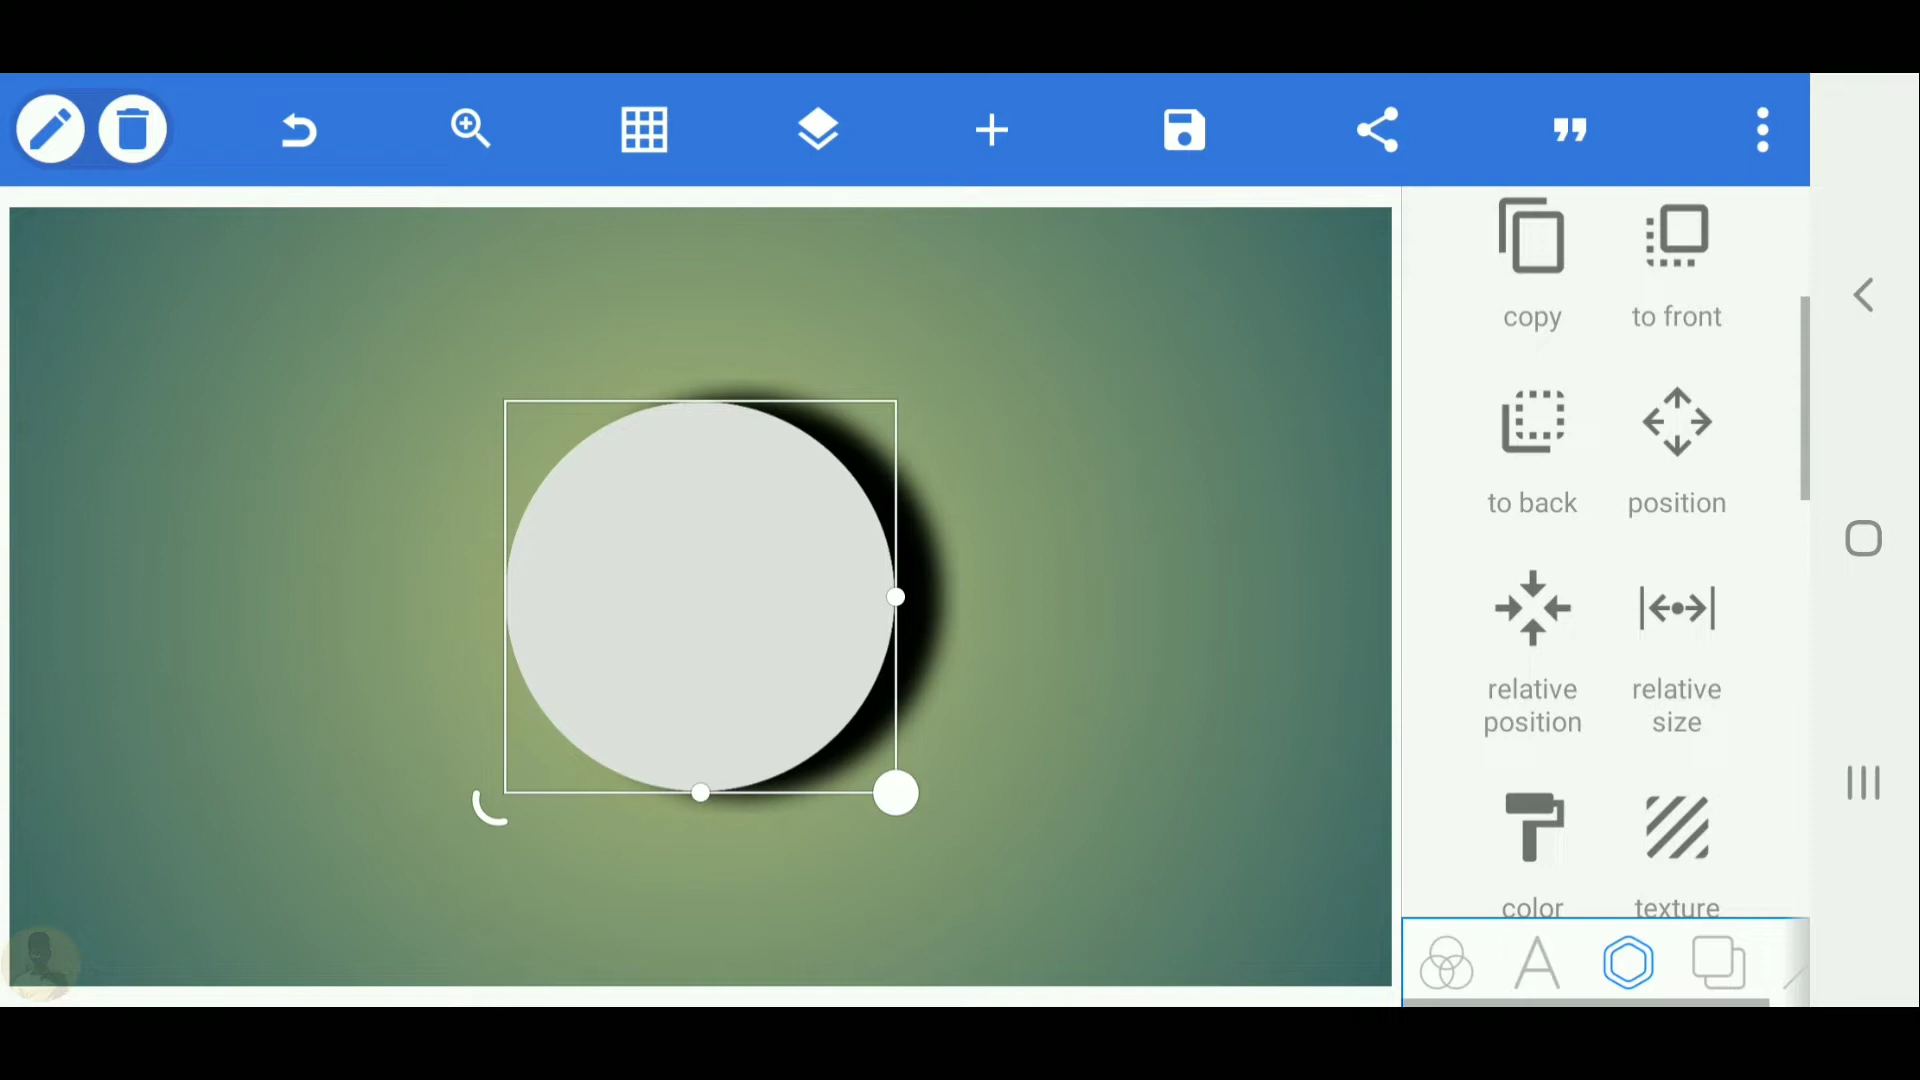 copy
to front
to back
position
relative
position
relative
size
color
texture